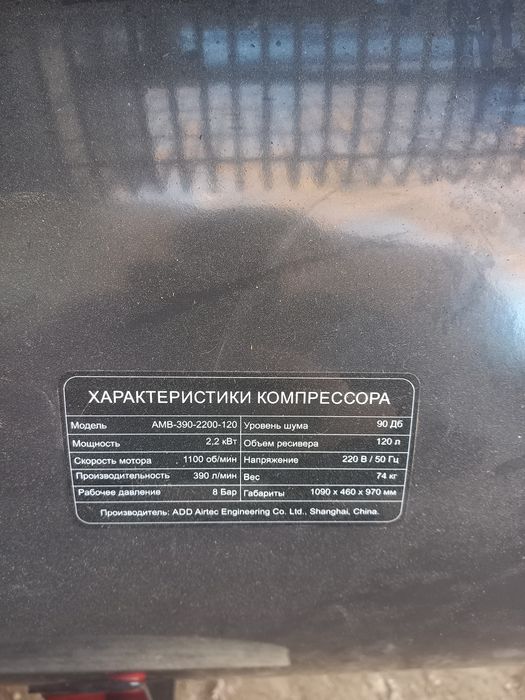 ХАРАКТЕРИСТИКИ КОМПРЕССОРА
Модель AMB-390-2200-120 Уровень шума 90 Дб
Мощность 2,2 кВт Объем ресивера 120 л
Скорость мотора 1100 об/мин Напряжение 220 В / 50 Гц
Производительность 390 л/мин Вес 74 кг
Рабочее давление 8 Бар Габариты 1090 x 460 x 970 мм
Производитель: ADD Airtec Engineering Co. Ltd., Shanghai, China.